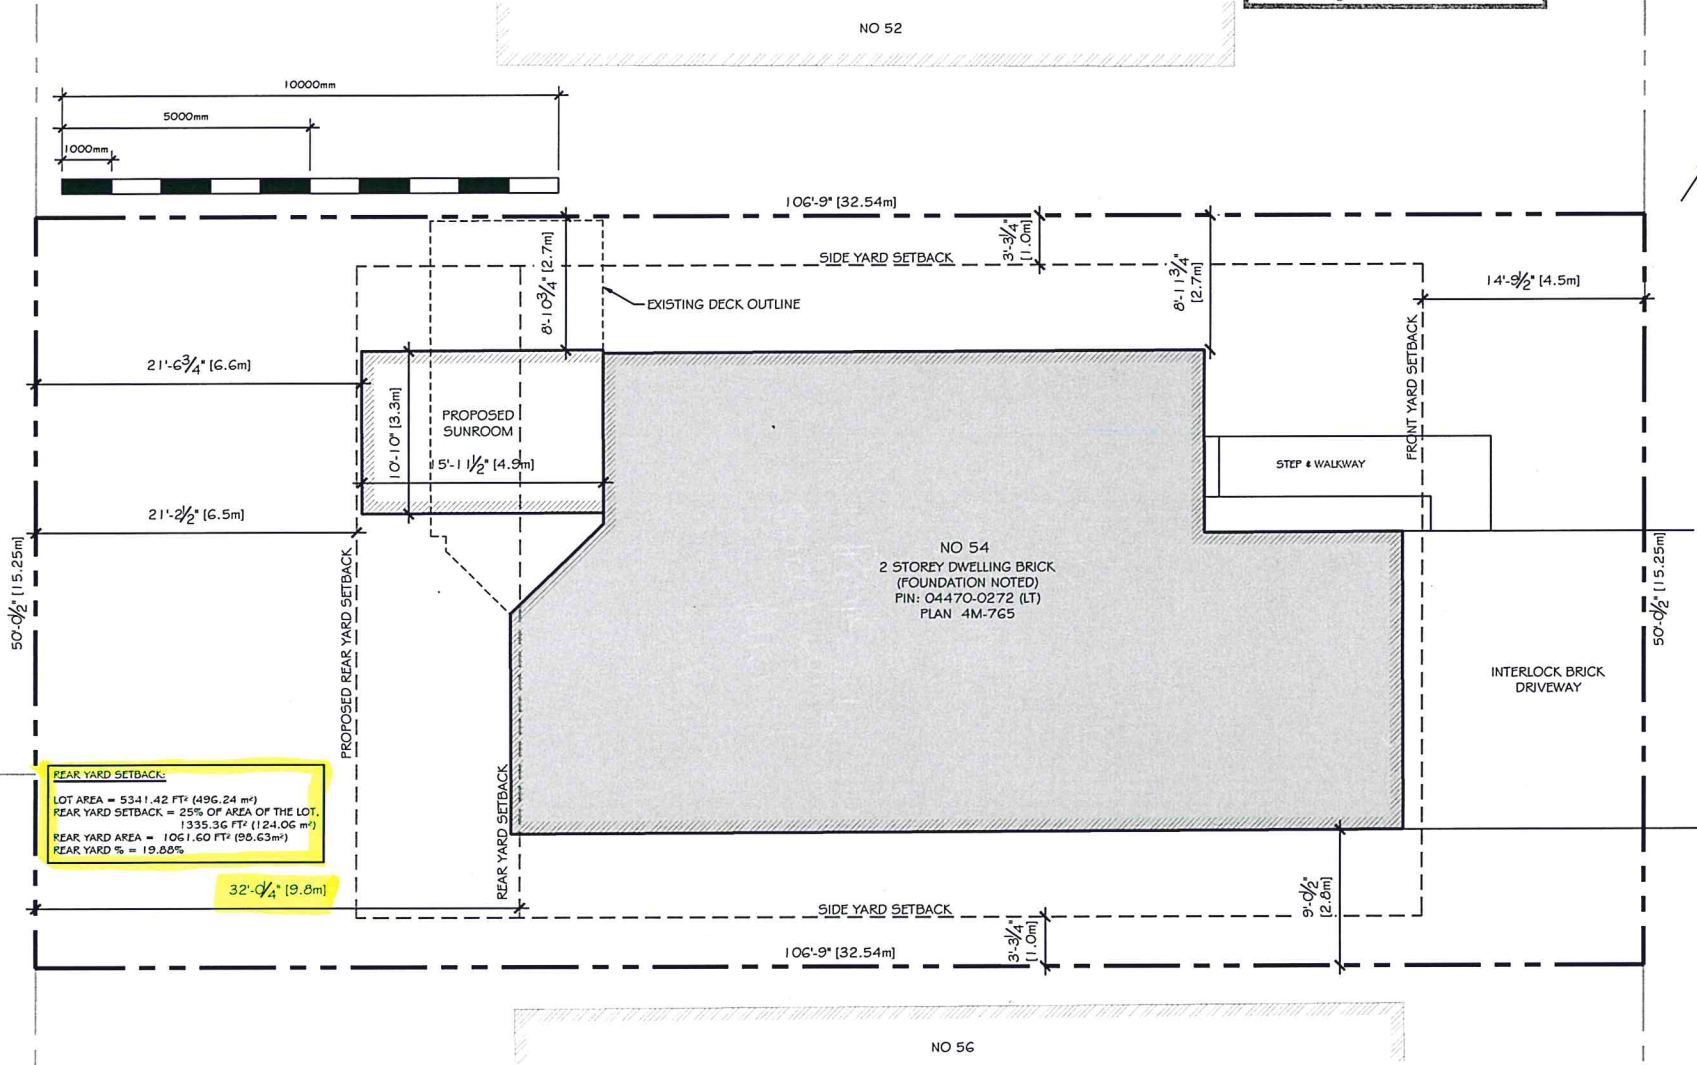 NO 52
10000mm
5000mm
1000mm
106'-9" [32.54m]
3'-3/4"
[1.0m]
SIDE YARD SETBACK
8'-10 3/4" [2.7m]
8'-11 3/4"
[2.7m]
14'-9 1/2" [4.5m]
EXISTING DECK OUTLINE
21'-6 3/4" [6.6m]
FRONT YARD SETBACK
PROPOSED
SUNROOM
10'-10" [3.3m]
15'-11 1/2" [4.9m]
STEP & WALKWAY
21'-2 1/2" [6.5m]
50'-0 1/2" [15.25m]
PROPOSED REAR YARD SETBACK
NO 54
2 STOREY DWELLING BRICK
(FOUNDATION NOTED)
PIN: 04470-0272 (LT)
PLAN 4M-765
50'-0 1/2" [15.25m]
INTERLOCK BRICK
DRIVEWAY
REAR YARD SETBACK:
LOT AREA = 5341.42 FT² (496.24 m²)
REAR YARD SETBACK = 25% OF AREA OF THE LOT.
1335.36 FT² (124.06 m²)
REAR YARD AREA = 1061.60 FT² (98.63m²)
REAR YARD % = 19.88%
REAR YARD SETBACK
32'-0 1/4" [9.8m]
SIDE YARD SETBACK
9'-0 1/2"
[2.8m]
3'-3/4"
[1.0m]
106'-9" [32.54m]
NO 56